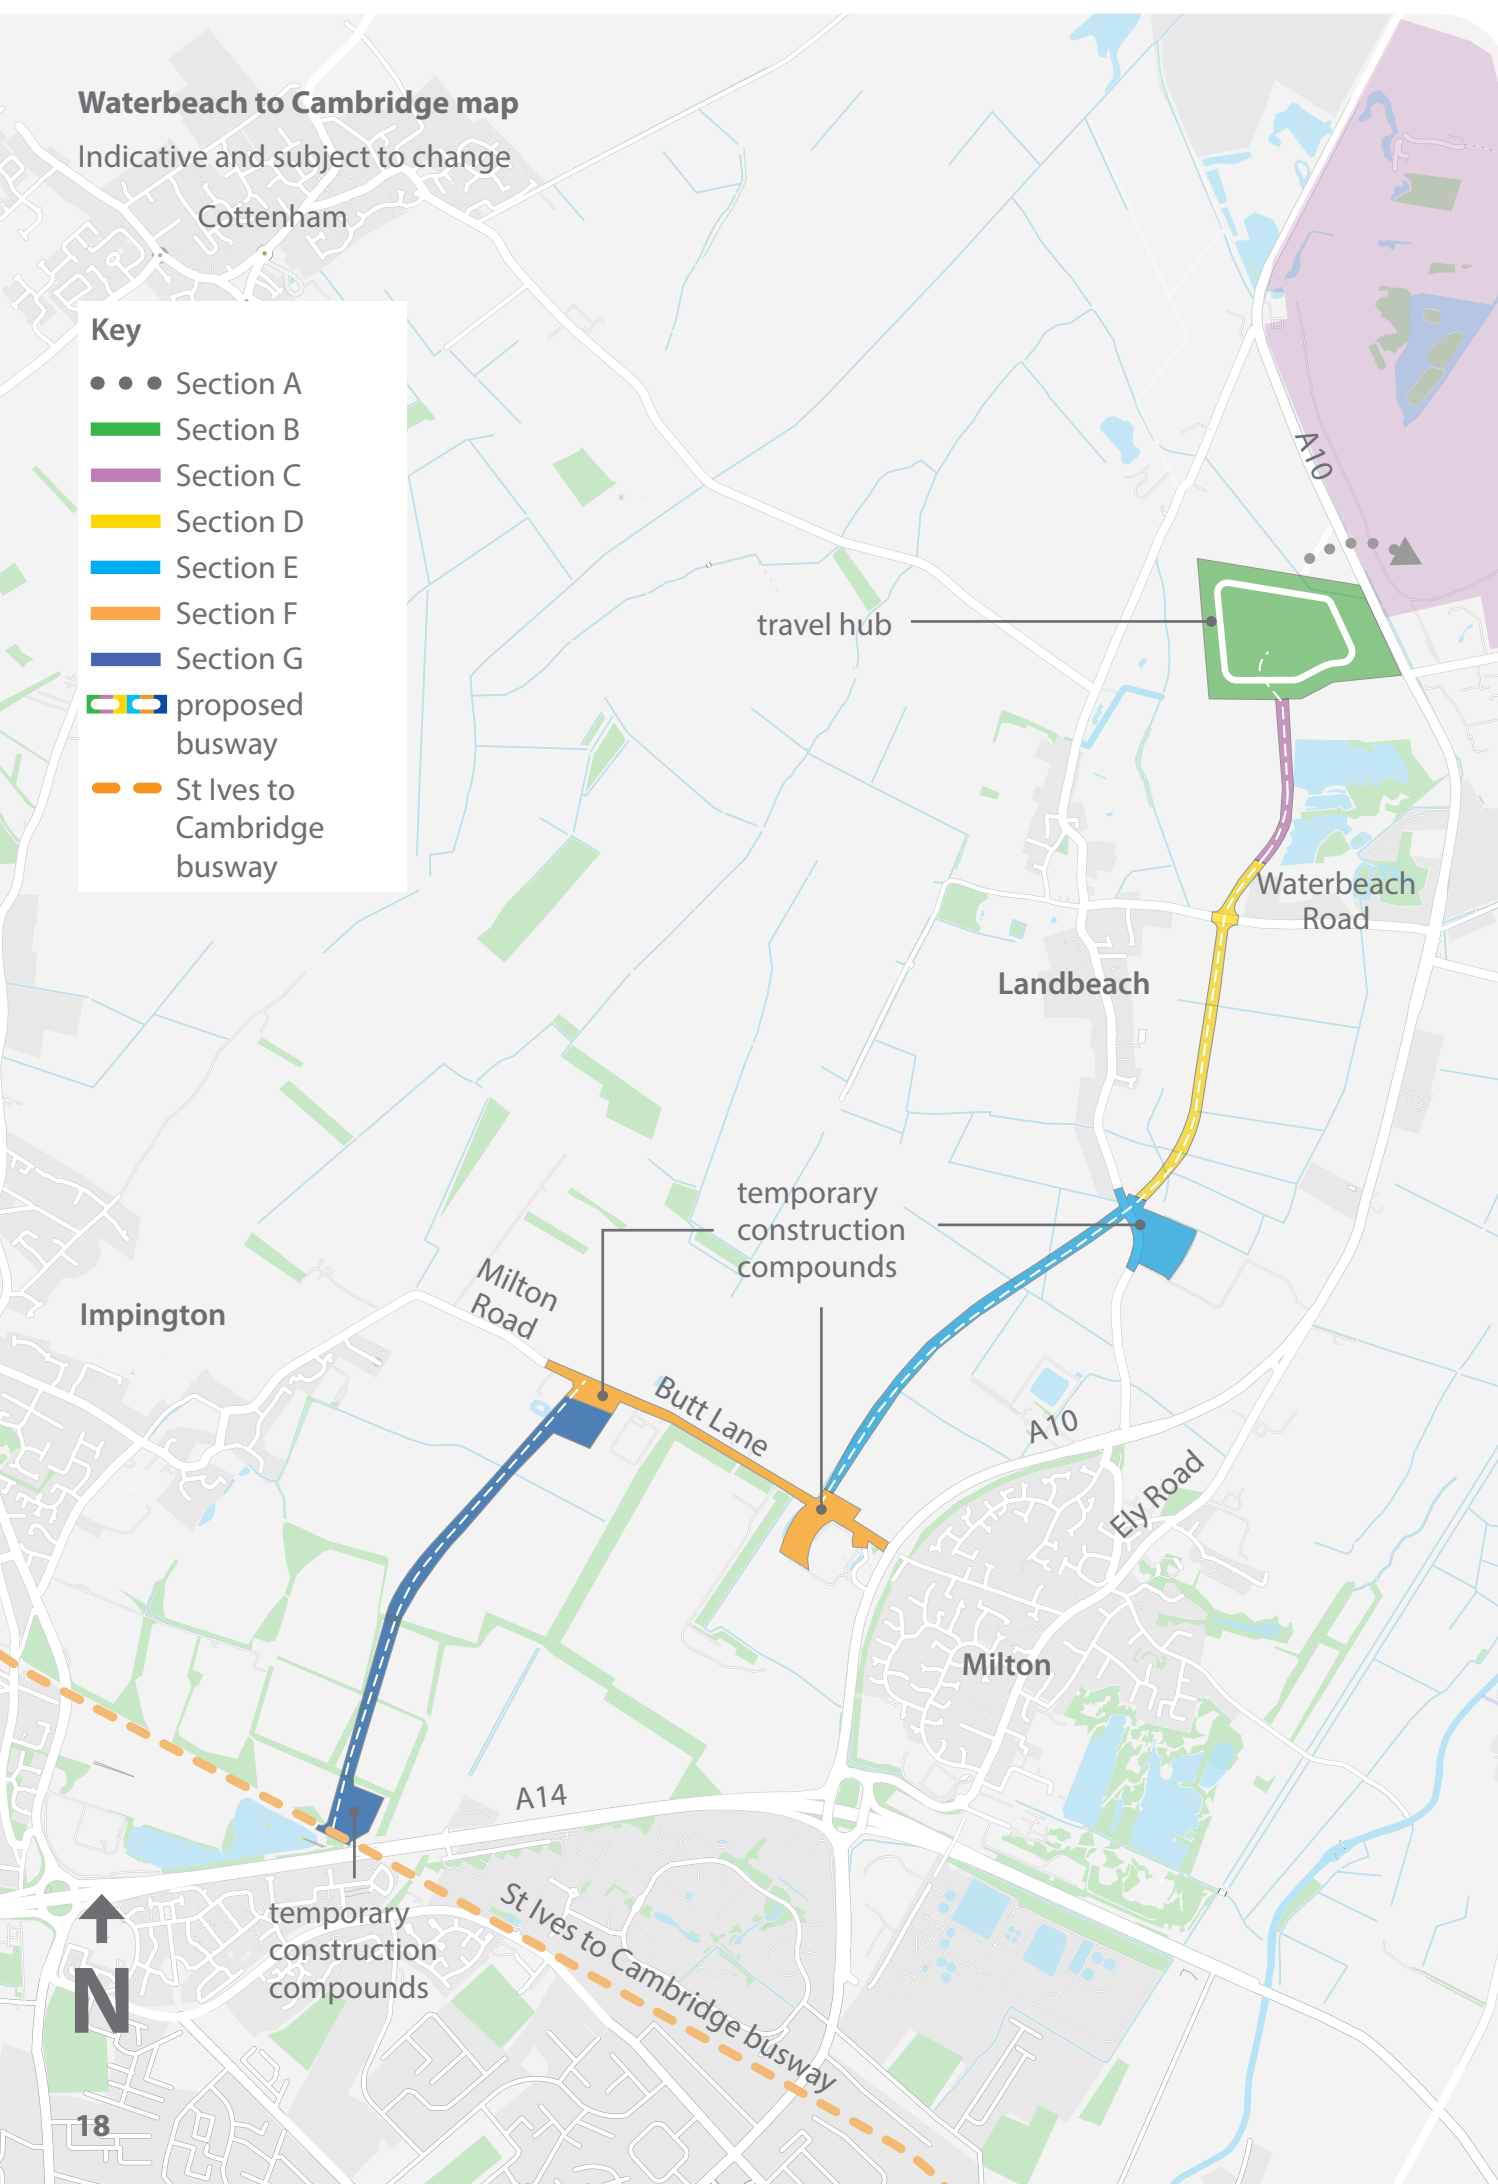 Waterbeach to Cambridge map
Indicative and subject to change
Cottenham
Key
Section A
Section B
Section C
Section D
Section E
Section F
Section G
proposed
busway
St Ives to
Cambridge
busway
A10
travel hub
Waterbeach
Road
Landbeach
temporary
construction
compounds
Milton
Road
Impington
Butt Lane
A10
Ely Road
Milton
A14
St Ives to Cambridge busway
temporary
construction
compounds
N
18